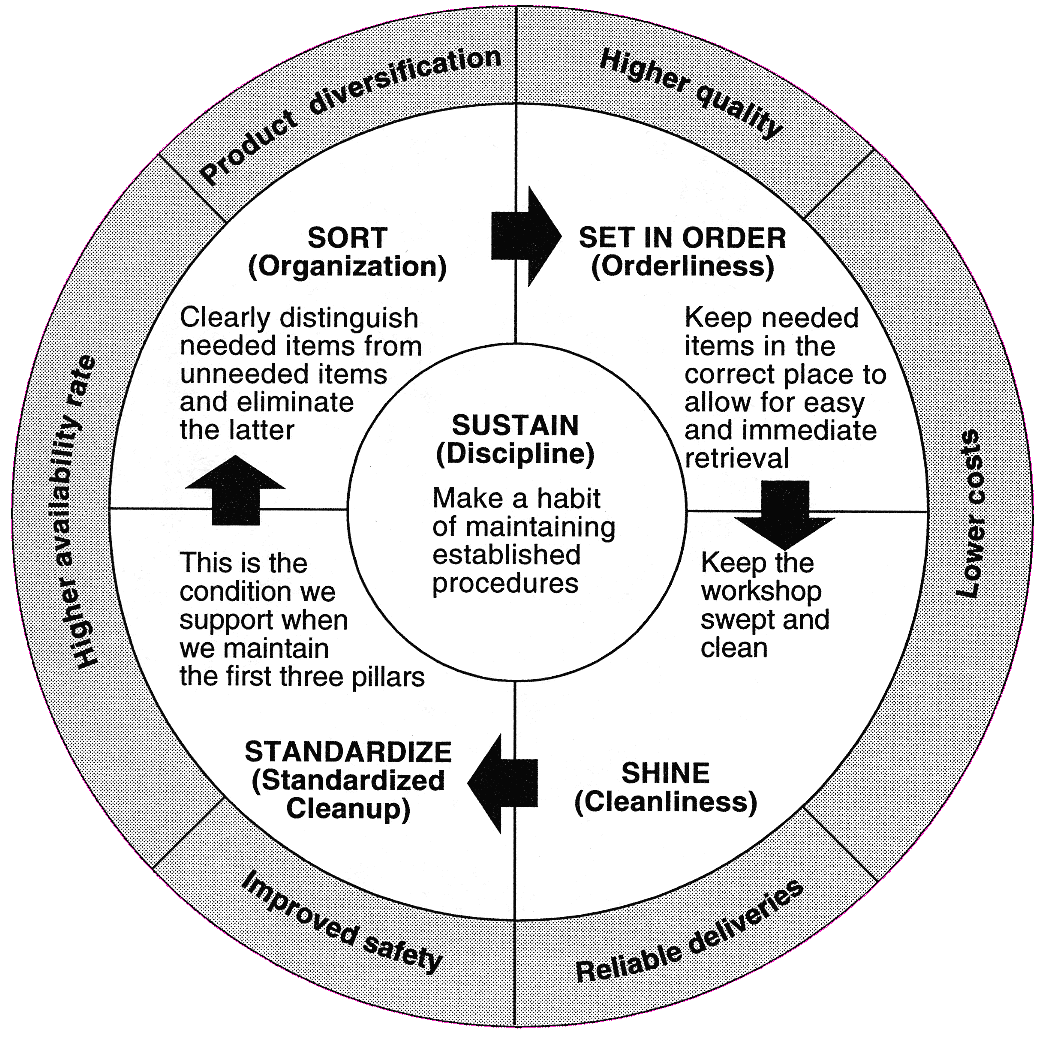 Product diversification
Higher quality
Lower costs
Reliable deliveries
Improved safety
Higher availability rate
SORT
(Organization)
Clearly distinguish
needed items from
unneeded items
and eliminate
the latter
SET IN ORDER
(Orderliness)
Keep needed
items in the
correct place to
allow for easy
and immediate
retrieval
SUSTAIN
(Discipline)
Make a habit
of maintaining
established
procedures
Keep the
workshop
swept and
clean
SHINE
(Cleanliness)
This is the
condition we
support when
we maintain
the first three pillars
STANDARDIZE
(Standardized
Cleanup)